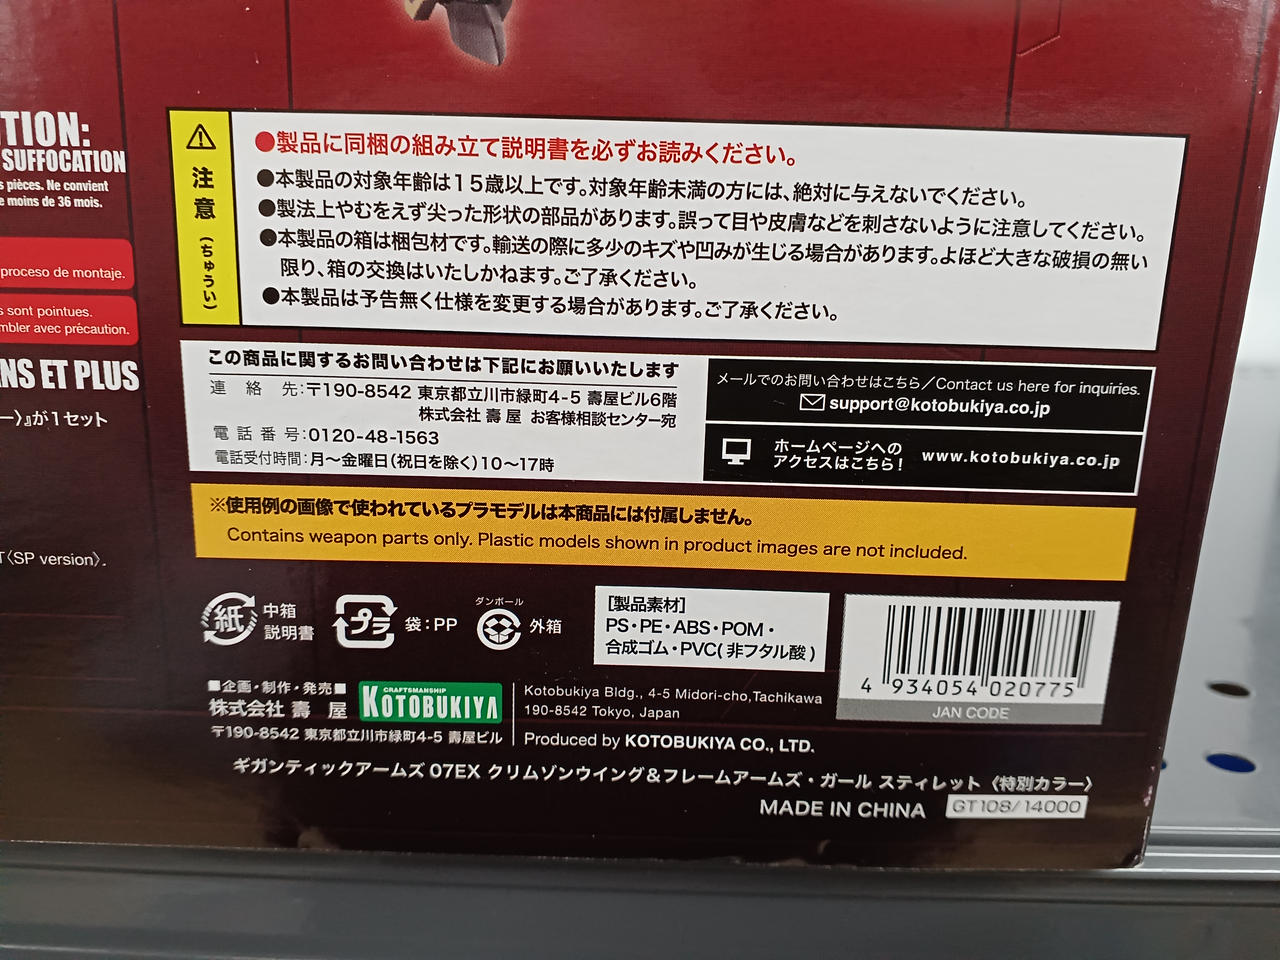 TION:
SUFFOCATION
s pièces. Ne convient
e moins de 36 mois.
proceso de montaje.
s sont pointues.
mbler avec précaution.
NS ET PLUS
ー〉』が1セット
T〈SP version〉.
注意(ちゅうい)
●製品に同梱の組み立て説明書を必ずお読みください。
●本製品の対象年齢は15歳以上です。対象年齢未満の方には、絶対に与えないでください。
●製法上やむをえず尖った形状の部品があります。誤って目や皮膚などを刺さないように注意してください。
●本製品の箱は梱包材です。輸送の際に多少のキズや凹みが生じる場合があります。よほど大きな破損の無い
限り、箱の交換はいたしかねます。ご了承ください。
●本製品は予告無く仕様を変更する場合があります。ご了承ください。
この商品に関するお問い合わせは下記にお願いいたします
連絡先:〒190-8542 東京都立川市緑町4-5 壽屋ビル6階
株式会社 壽屋 お客様相談センター宛
電話番号:0120-48-1563
電話受付時間:月〜金曜日(祝日を除く)10〜17時
メールでのお問い合わせはこちら/Contact us here for inquiries.
support@kotobukiya.co.jp
ホームページへの
アクセスはこちら!
www.kotobukiya.co.jp
※使用例の画像で使われているプラモデルは本商品には付属しません。
Contains weapon parts only. Plastic models shown in product images are not included.
紙 中箱
説明書
プラ 袋:PP
ダンボール
外箱
[製品素材]
PS・PE・ABS・POM・
合成ゴム・PVC(非フタル酸)
4 934054 020775
JAN CODE
■企画・制作・発売■
株式会社 壽屋
〒190-8542 東京都立川市緑町4-5 壽屋ビル
CRAFTSMANSHIP
KOTOBUKIYA
Kotobukiya Bldg., 4-5 Midori-cho,Tachikawa
190-8542 Tokyo, Japan
Produced by KOTOBUKIYA CO., LTD.
ギガンティックアームズ 07EX クリムゾンウイング&フレームアームズ・ガール スティレット〈特別カラー〉
MADE IN CHINA
GT108/14000